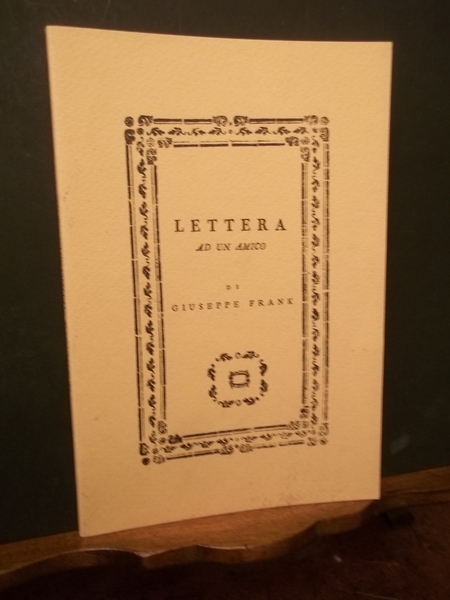 LETTERA
AD UN AMICO
DI
GIUSEPPE FRANK